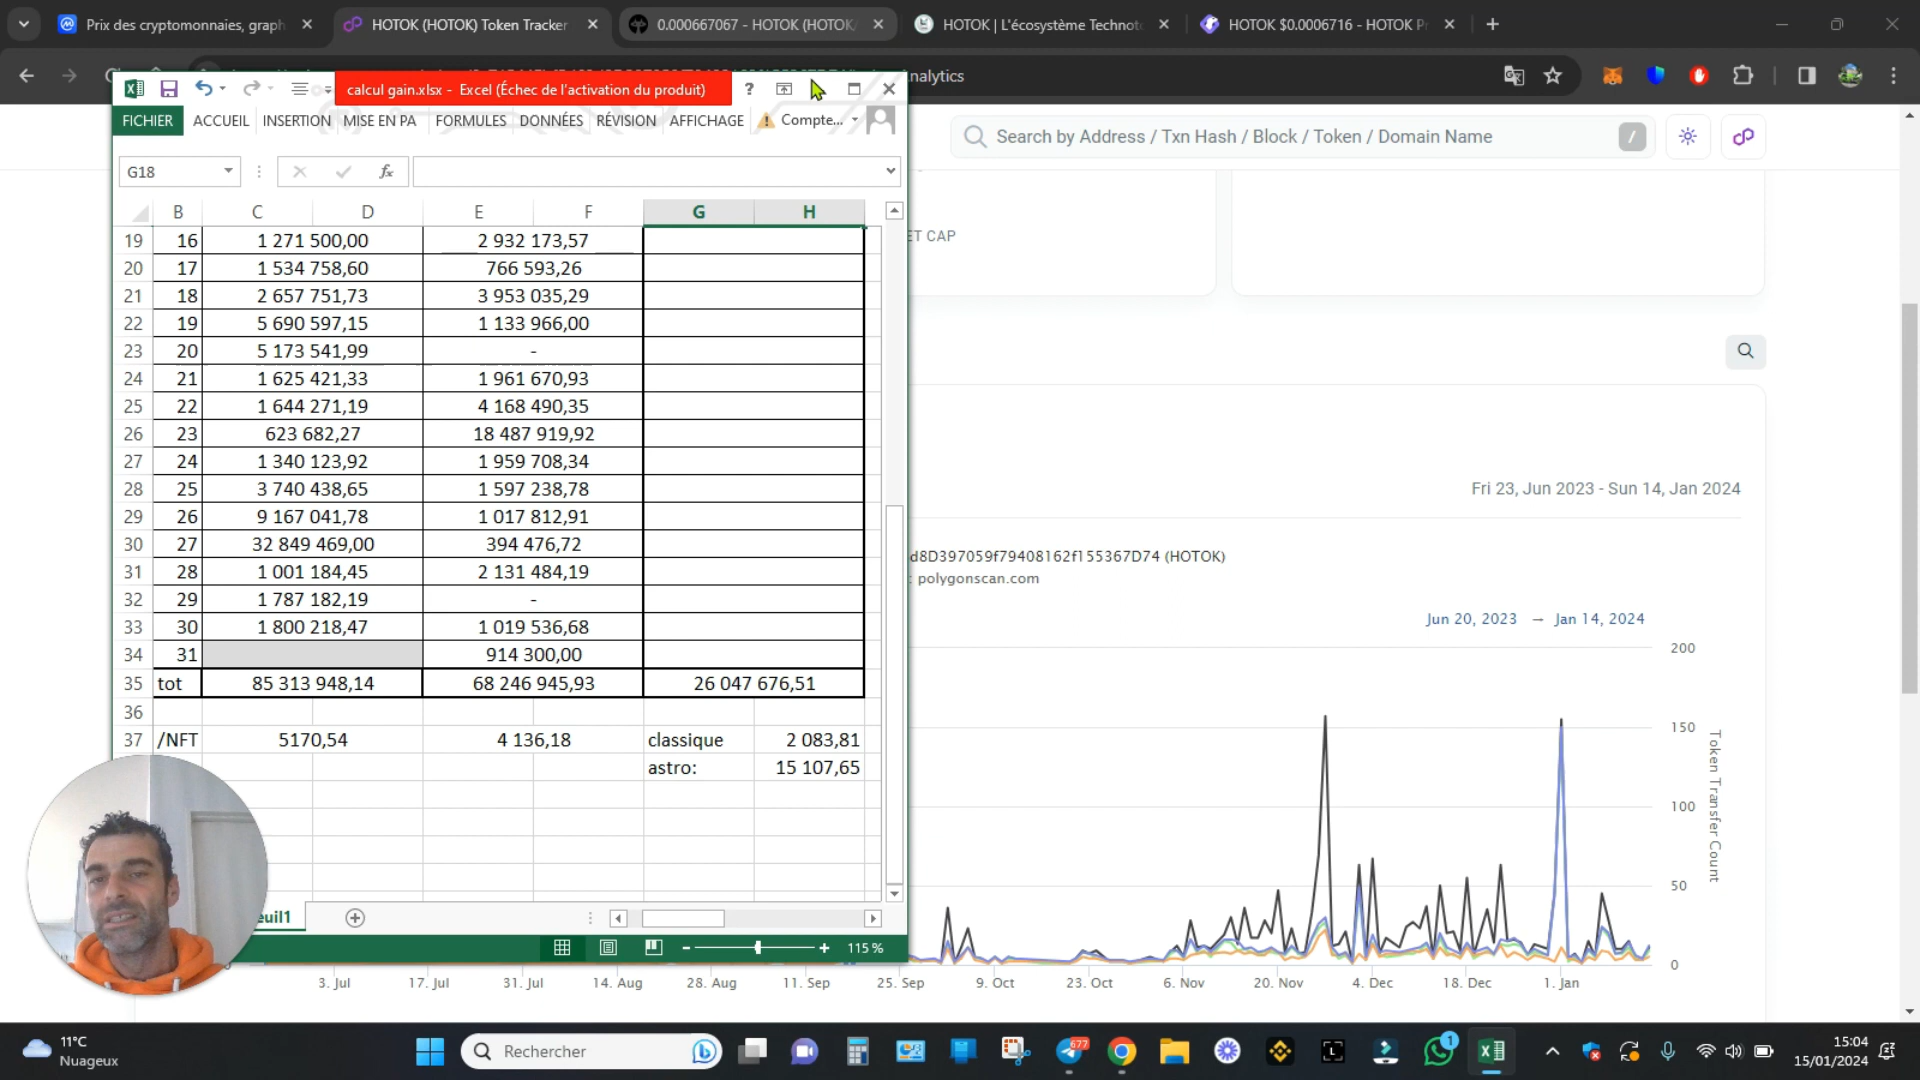 Prix des cryptomonnaies, graph
HOTOK (HOTOK) Token Tracker
0.000667067 - HOTOK (HOTOK/
HOTOK | L'écosystème Technot
HOTOK $0.0006716 - HOTOK P
nalytics
calcul gain.xlsx - Excel (Échec de l'activation du produit)
?
FICHIER
ACCUEIL
INSERTION
MISE EN PA
FORMULES
DONNÉES
RÉVISION
AFFICHAGE
Compte...
Search by Address / Txn Hash / Block / Token / Domain Name
/
G18
fx
B C D E F G H
19 16 1 271 500,00 2 932 173,57
20 17 1 534 758,60 766 593,26
21 18 2 657 751,73 3 953 035,29
22 19 5 690 597,15 1 133 966,00
23 20 5 173 541,99 -
24 21 1 625 421,33 1 961 670,93
25 22 1 644 271,19 4 168 490,35
26 23 623 682,27 18 487 919,92
27 24 1 340 123,92 1 959 708,34
28 25 3 740 438,65 1 597 238,78
29 26 9 167 041,78 1 017 812,91
30 27 32 849 469,00 394 476,72
31 28 1 001 184,45 2 131 484,19
32 29 1 787 182,19 -
33 30 1 800 218,47 1 019 536,68
34 31 914 300,00
35 tot 85 313 948,14 68 246 945,93 26 047 676,51
36
37 /NFT 5170,54 4 136,18 classique 2 083,81
astro: 15 107,65
euil1
115 %
ET CAP
Fri 23, Jun 2023 - Sun 14, Jan 2024
d8D397059f79408162f155367D74 (HOTOK)
: polygonscan.com
Jun 20, 2023 → Jan 14, 2024
200
150
100
50
0
Token Transfer Count
3. Jul 17. Jul 31. Jul 14. Aug 28. Aug 11. Sep 25. Sep 9. Oct 23. Oct 6. Nov 20. Nov 4. Dec 18. Dec 1. Jan
11°C
Nuageux
Rechercher
677
1
15:04
15/01/2024